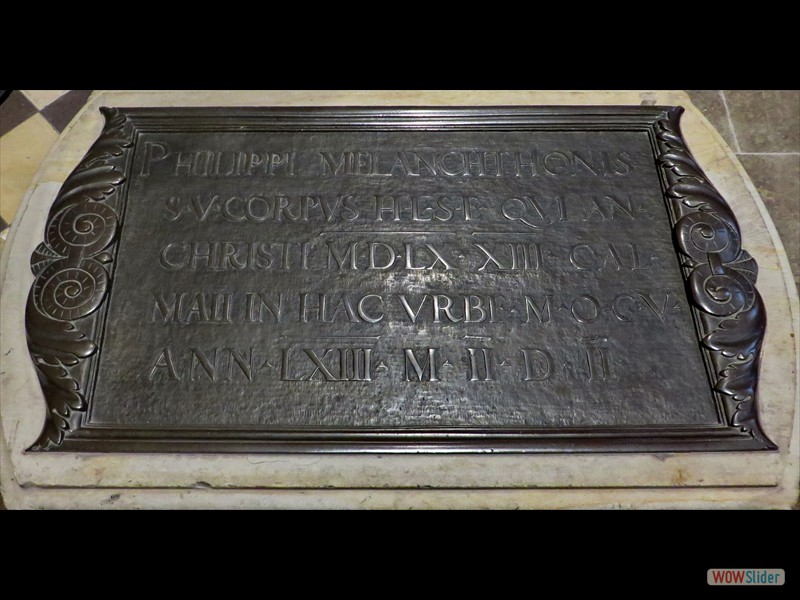 PHILIPPI MELANCHTHONIS
S·V·CORPVS H·L·S·E· QVI AN·
CHRISTI M·D·LX· XIII· CAL·
MAII IN HAC VRBE· M·O·C·V·
ANN· LXIII· M· II· D· II
WOWSlider